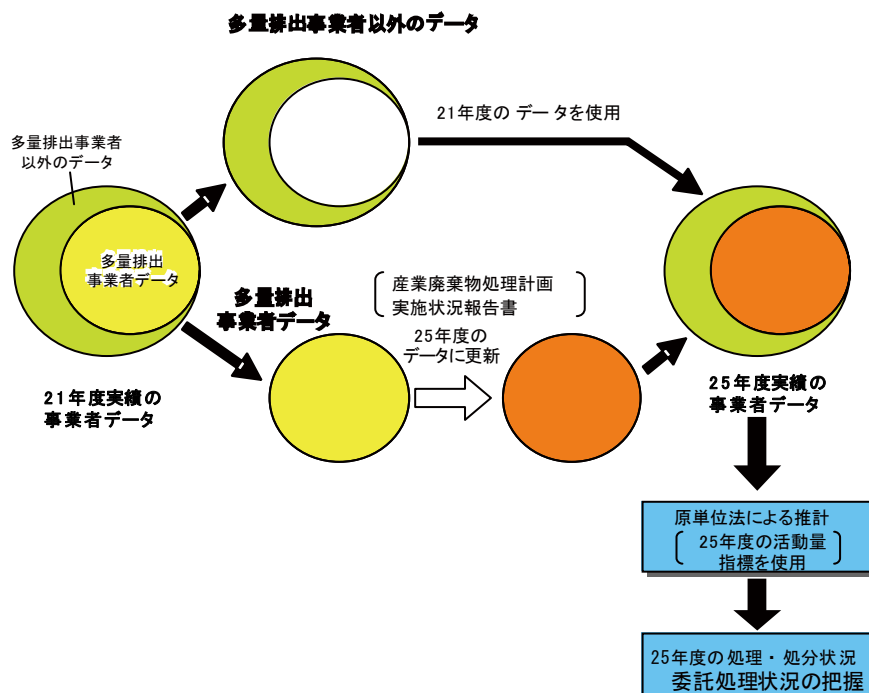 多量排出事業者以外のデータ
21年度の データを使用
多量排出事業者
以外のデータ
多量排出
事業者データ
多量排出
事業者データ
産業廃棄物処理計画
実施状況報告書
25年度の
データに更新
21年度実績の
事業者データ
25年度実績の
事業者データ
原単位法による推計
25年度の活動量
指標を使用
25年度の処理・処分状況
委託処理状況の把握